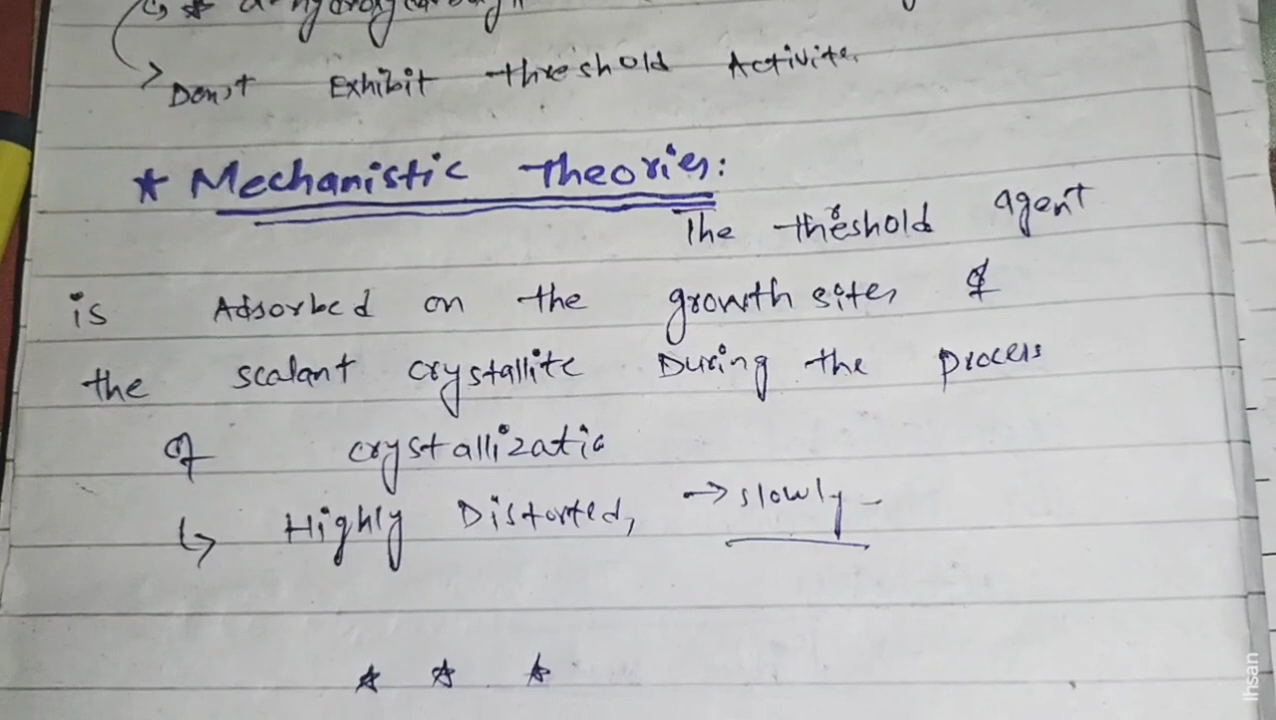 Don't Exhibit threshold Activite.
* Mechanistic Theories:
The threshold agent
is Adsorbed on the growth sites of
the scalant crystallite During the process
of crystallizatio
↳ Highly Distorted, → slowly -
☆ ☆ ☆
Ihsan